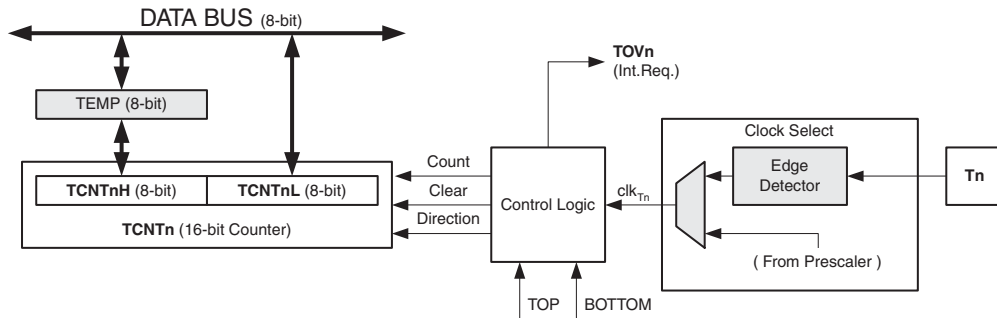 DATA BUS (8-bit)
TOVn
(Int.Req.)
TEMP (8-bit)
Clock Select
Count
Edge
Detector
Tn
TCNTnH (8-bit)
TCNTnL (8-bit)
Clear
Control Logic
clkTn
TCNTn (16-bit Counter)
Direction
( From Prescaler )
TOP
BOTTOM